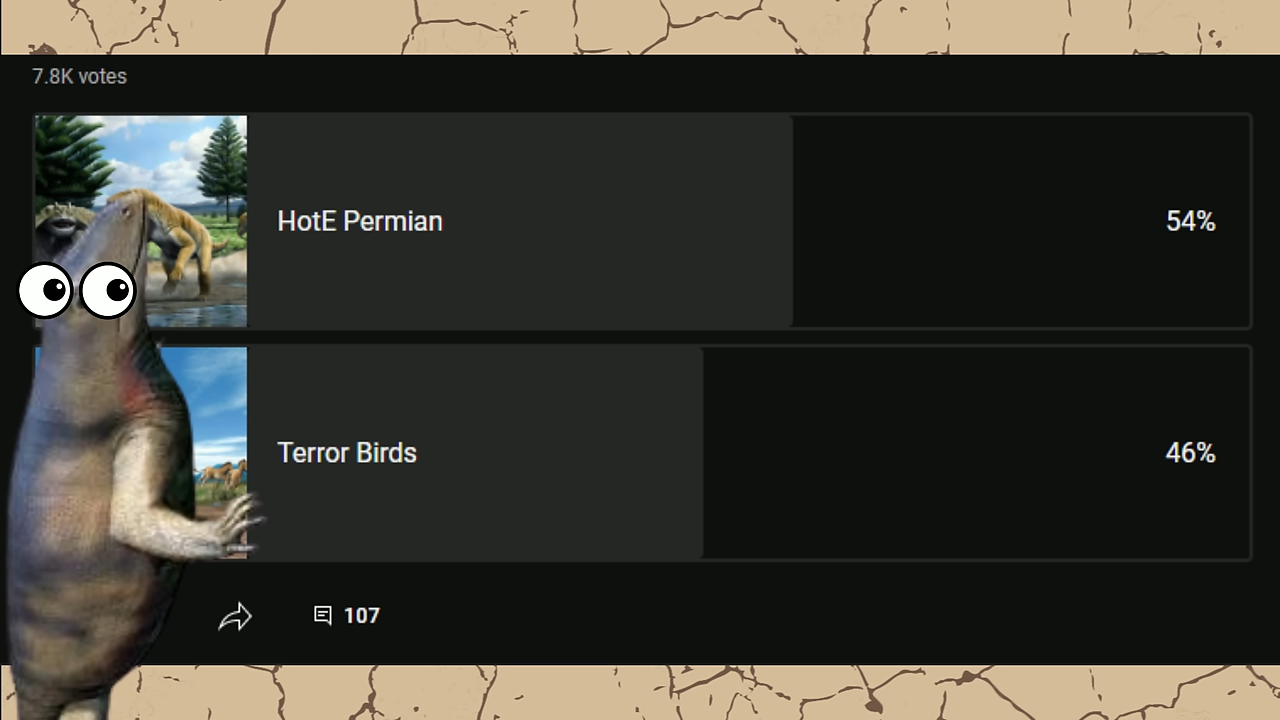 7.8K votes
HotE Permian
54%
Terror Birds
46%
107